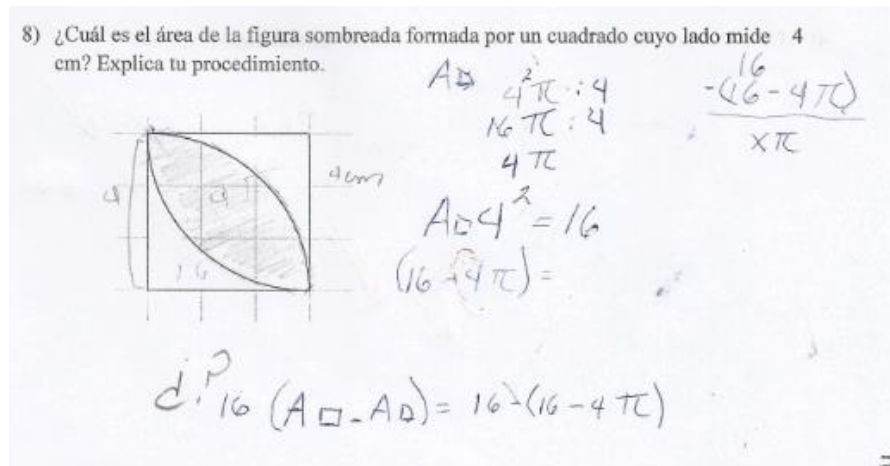 8) ¿Cuál es el área de la figura sombreada formada por un cuadrado cuyo lado mide 4
cm? Explica tu procedimiento.
A⌓ 4²π : 4
16π : 4
4π
16
-(16-4π)
xπ
4cm
4
16
A□ 4² = 16
(16-4π) =
¿? 16 (A□-A⌓) = 16-(16-4π)